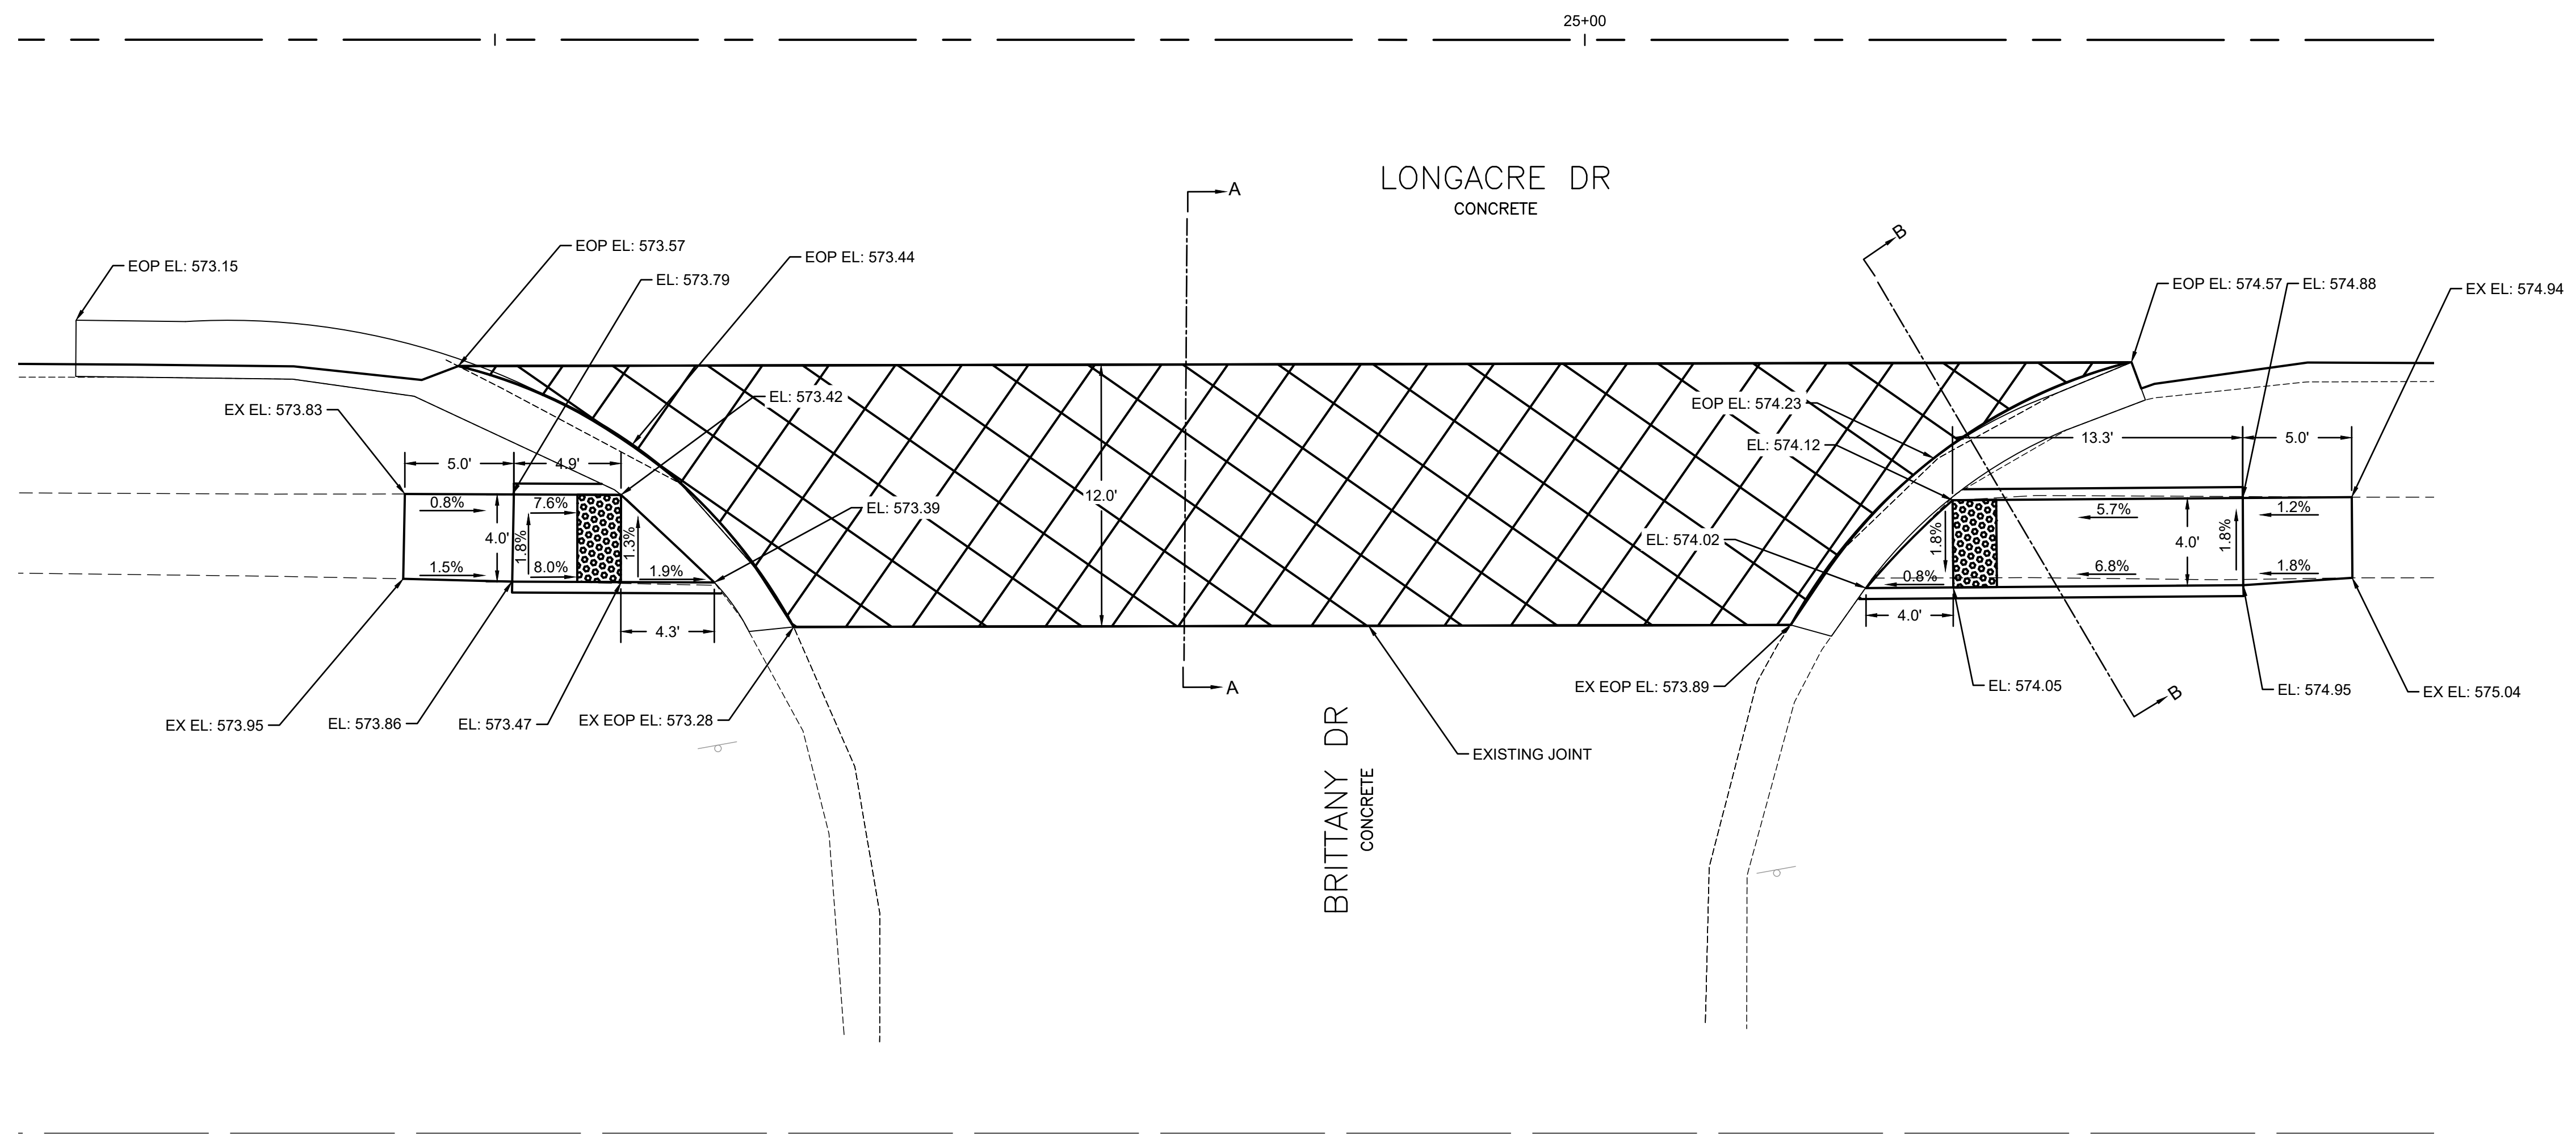 25+00
LONGACRE DR
CONCRETE
A
B
EOP EL: 573.15
EOP EL: 573.57
EL: 573.79
EOP EL: 573.44
EOP EL: 574.57
EL: 574.88
EX EL: 574.94
EX EL: 573.83
EL: 573.42
EOP EL: 574.23
EL: 574.12
13.3'
5.0'
5.0'
4.9'
12.0'
0.8%
7.6%
EL: 573.39
5.7%
1.2%
4.0'
1.8%
1.3%
EL: 574.02
1.8%
4.0'
1.8%
1.5%
8.0%
1.9%
0.8%
6.8%
1.8%
4.3'
4.0'
EX EL: 573.95
EL: 573.86
EL: 573.47
EX EOP EL: 573.28
A
EX EOP EL: 573.89
EL: 574.05
B
EL: 574.95
EX EL: 575.04
EXISTING JOINT
BRITTANY DR
CONCRETE